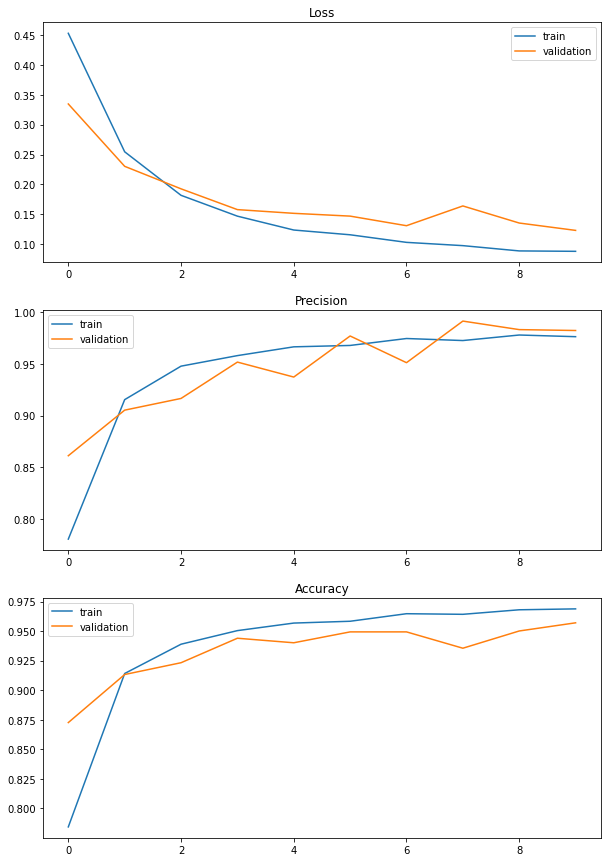 Loss
0.45
0.40
0.35
0.30
0.25
0.20
0.15
0.10
train
validation
0 2 4 6 8
Precision
1.00
0.95
0.90
0.85
0.80
train
validation
0 2 4 6 8
Accuracy
0.975
0.950
0.925
0.900
0.875
0.850
0.825
0.800
train
validation
0 2 4 6 8